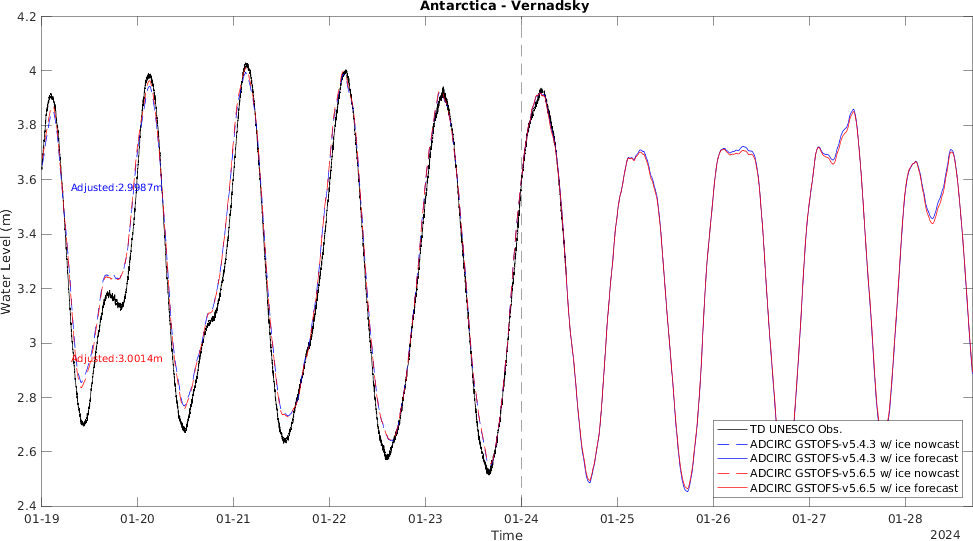 Antarctica - Vernadsky
4.2
4
3.8
3.6
3.4
3.2
3
2.8
2.6
2.4
Water Level (m)
Adjusted:2.9987m
Adjusted:3.0014m
TD UNESCO Obs.
ADCIRC GSTOFS-v5.4.3 w/ ice nowcast
ADCIRC GSTOFS-v5.4.3 w/ ice forecast
ADCIRC GSTOFS-v5.6.5 w/ ice nowcast
ADCIRC GSTOFS-v5.6.5 w/ ice forecast
01-19 01-20 01-21 01-22 01-23 01-24 01-25 01-26 01-27 01-28
Time
2024